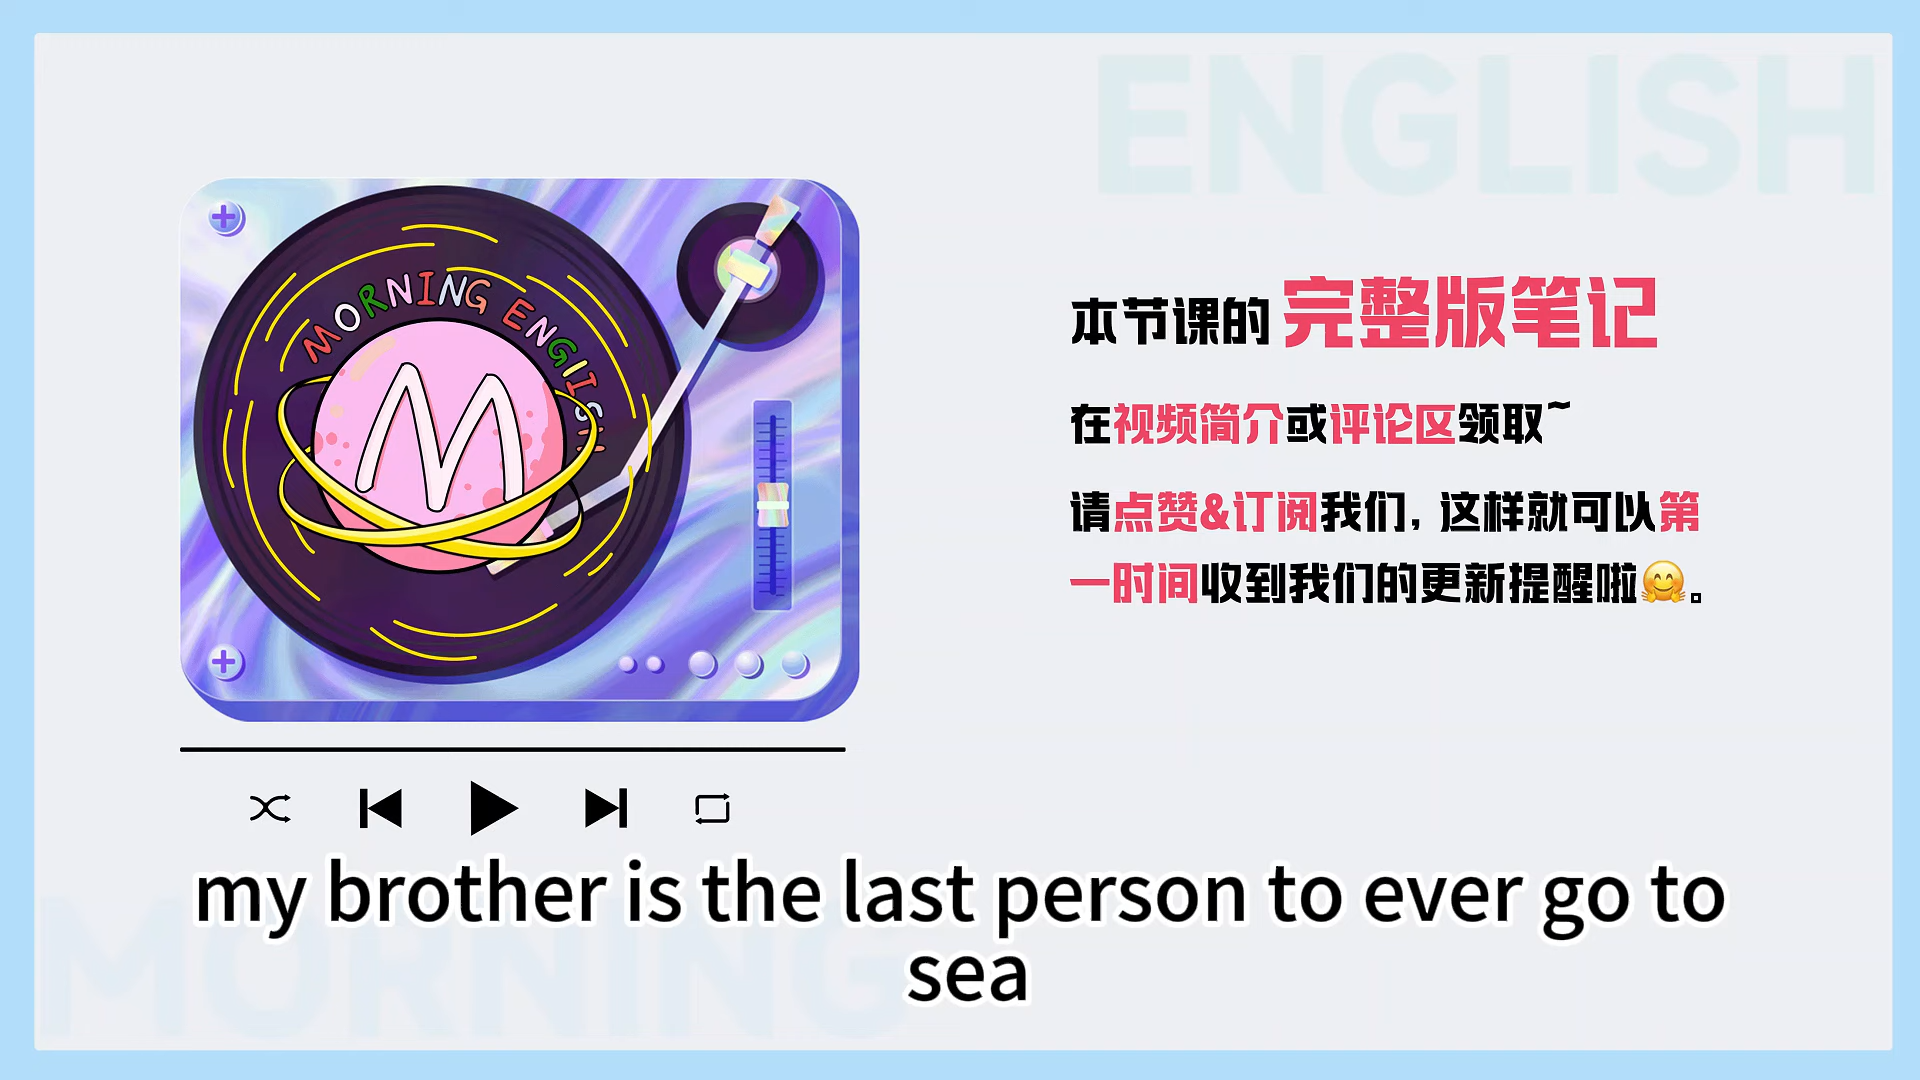 ENGLISH
MORNING ENGLISH
M
本节课的 完整版笔记
在视频简介或评论区领取~
请点赞&订阅我们，这样就可以第
一时间收到我们的更新提醒啦🤗。
my brother is the last person to ever go to
sea
MORNING